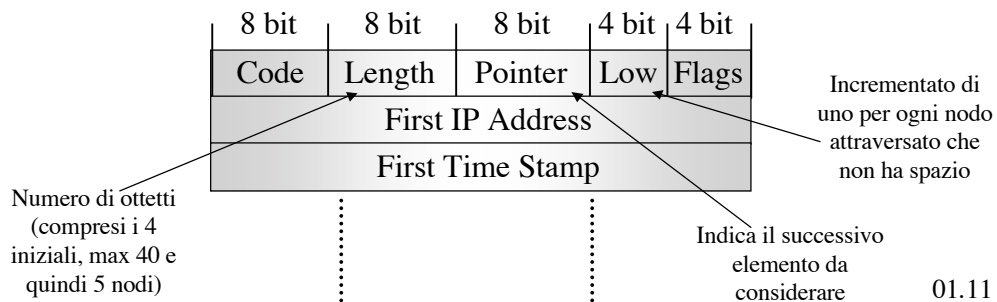 8 bit 8 bit 8 bit 4 bit 4 bit
Code Length Pointer Low Flags
First IP Address
First Time Stamp
Incrementato di
uno per ogni nodo
attraversato che
non ha spazio
Numero di ottetti
(compresi i 4
iniziali, max 40 e
quindi 5 nodi)
Indica il successivo
elemento da
considerare
01.11